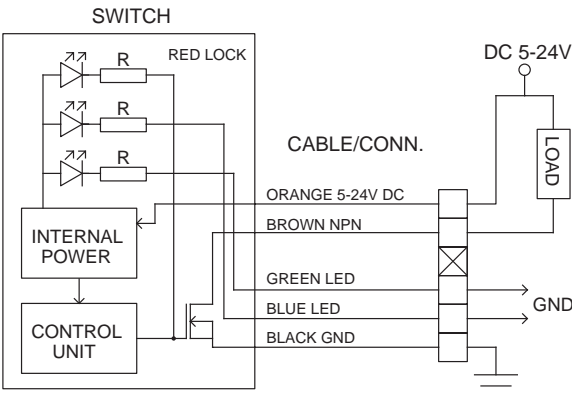 SWITCH
R
RED LOCK
DC 5-24V
R
CABLE/CONN.
LOAD
R
ORANGE 5-24V DC
INTERNAL
POWER
BROWN NPN
GREEN LED
BLUE LED
GND
CONTROL
UNIT
BLACK GND